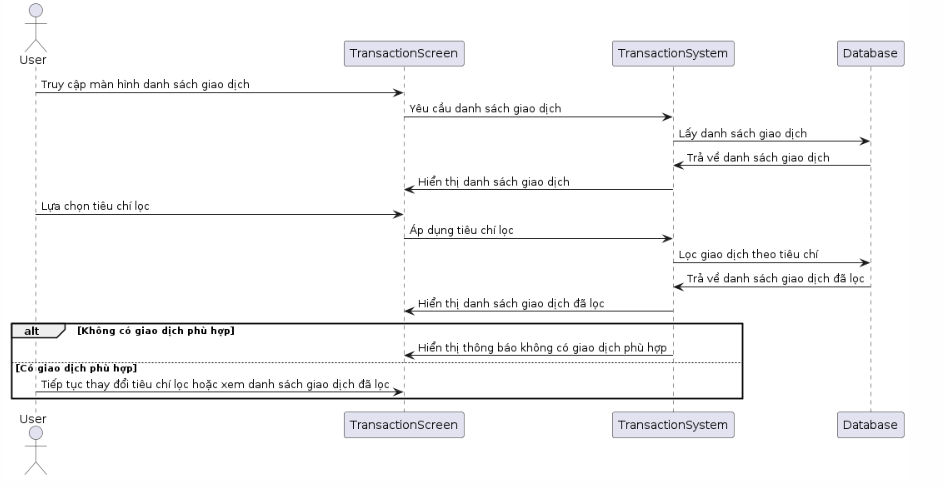 User
TransactionScreen
TransactionSystem
Database
Truy cập màn hình danh sách giao dịch
Yêu cầu danh sách giao dịch
Lấy danh sách giao dịch
Trả về danh sách giao dịch
Hiển thị danh sách giao dịch
Lựa chọn tiêu chí lọc
Áp dụng tiêu chí lọc
Lọc giao dịch theo tiêu chí
Trả về danh sách giao dịch đã lọc
Hiển thị danh sách giao dịch đã lọc
alt [Không có giao dịch phù hợp]
Hiển thị thông báo không có giao dịch phù hợp
[Có giao dịch phù hợp]
Tiếp tục thay đổi tiêu chí lọc hoặc xem danh sách giao dịch đã lọc
User
TransactionScreen
TransactionSystem
Database